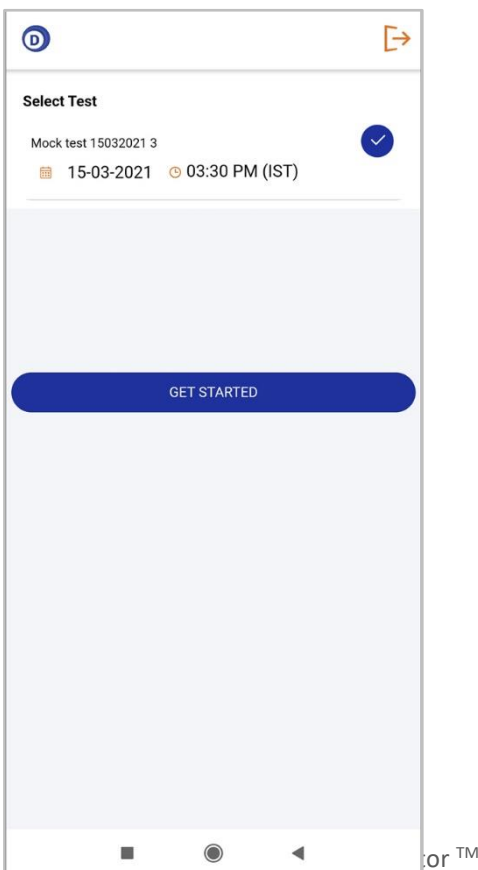 D
Select Test
Mock test 15032021 3
15-03-2021 03:30 PM (IST)
GET STARTED
tor ™